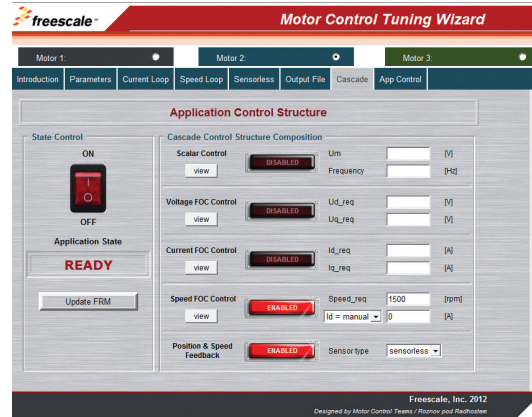 freescale™
Motor Control Tuning Wizard
Motor 1: Motor 2: Motor 3:
Introduction Parameters Current Loop Speed Loop Sensorless Output File Cascade App Control
Application Control Structure
State Control
ON
OFF
Application State
READY
Update FRM
Cascade Control Structure Composition
Scalar Control
view
DISABLED
Um [V]
Frequency [Hz]
Voltage FOC Control
view
DISABLED
Ud_req [V]
Uq_req [V]
Current FOC Control
view
DISABLED
Id_req [A]
Iq_req [A]
Speed FOC Control
view
ENABLED
Speed_req 1500 [rpm]
Id = manual 0 [A]
Position & Speed
Feedback
ENABLED
Sensor type sensorless
Freescale, Inc. 2012
Designed by Motor Control Teams / Roznov pod Radhostem